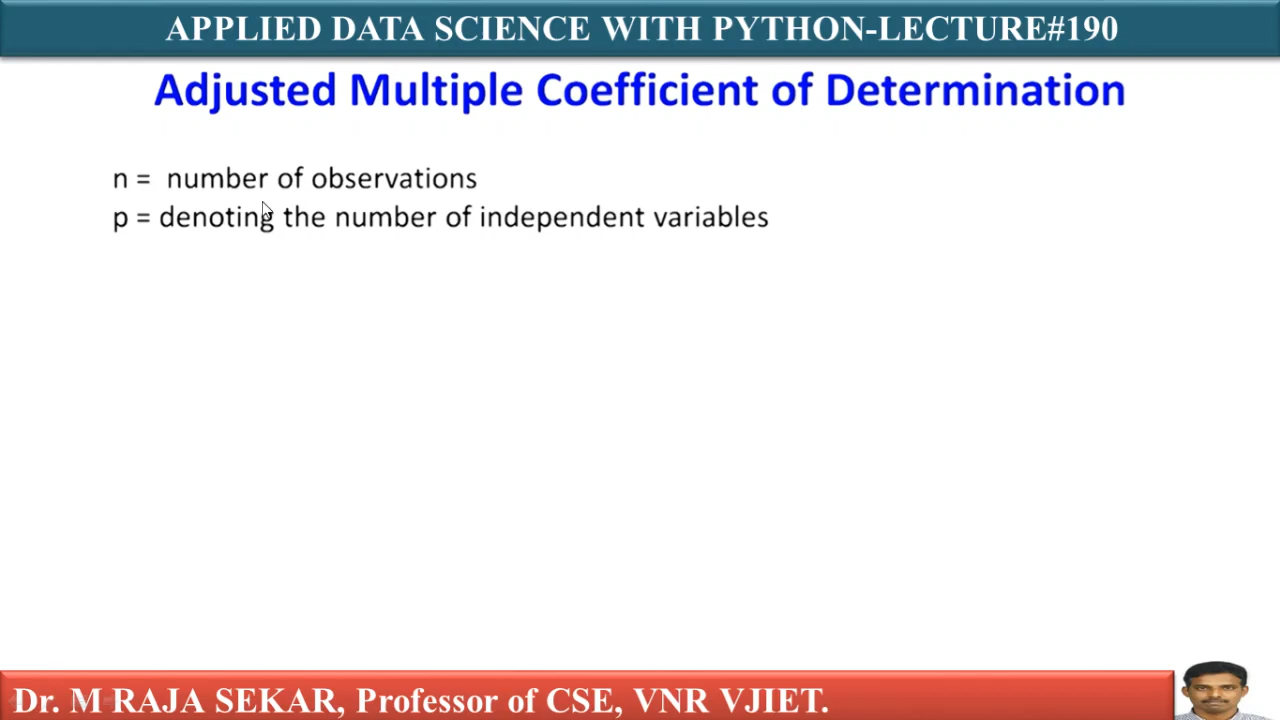 APPLIED DATA SCIENCE WITH PYTHON-LECTURE#190
Adjusted Multiple Coefficient of Determination
n = number of observations
p = denoting the number of independent variables
Dr. M RAJA SEKAR, Professor of CSE, VNR VJIET.